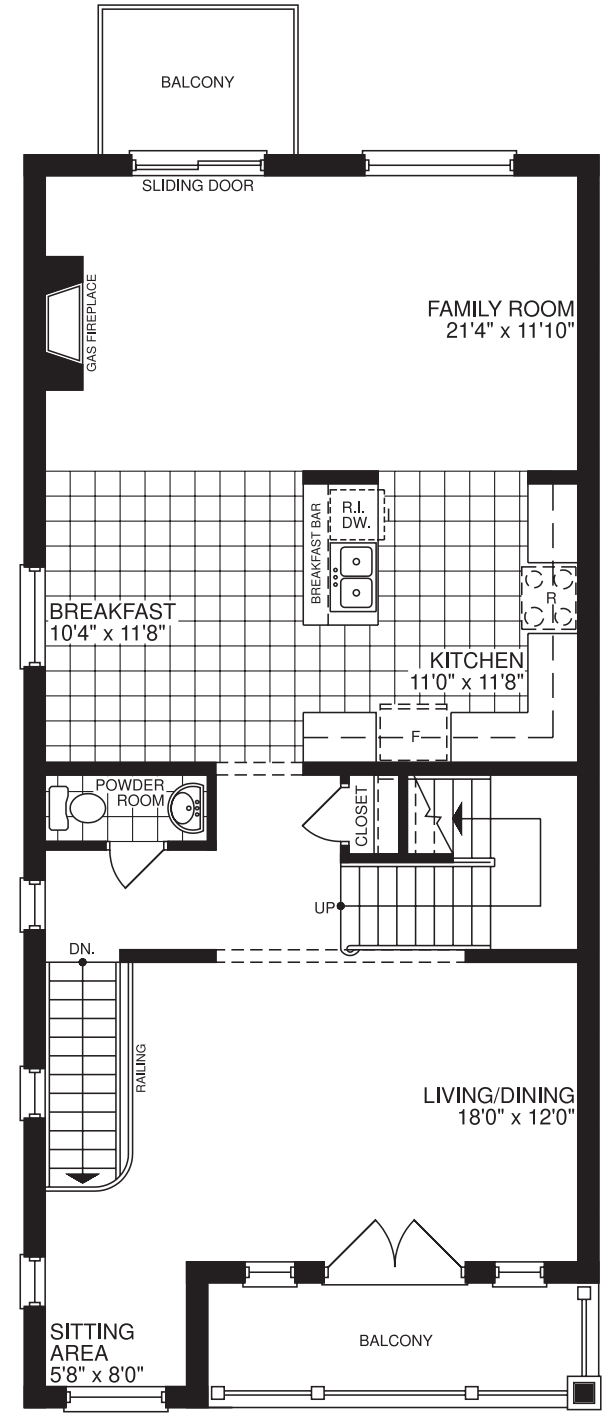 BALCONY
SLIDING DOOR
GAS FIREPLACE
FAMILY ROOM
21'4" x 11'10"
BREAKFAST BAR
R.I.
DW.
R
BREAKFAST
10'4" x 11'8"
KITCHEN
11'0" x 11'8"
F
POWDER
ROOM
CLOSET
UP
DN.
RAILING
LIVING/DINING
18'0" x 12'0"
SITTING
AREA
5'8" x 8'0"
BALCONY